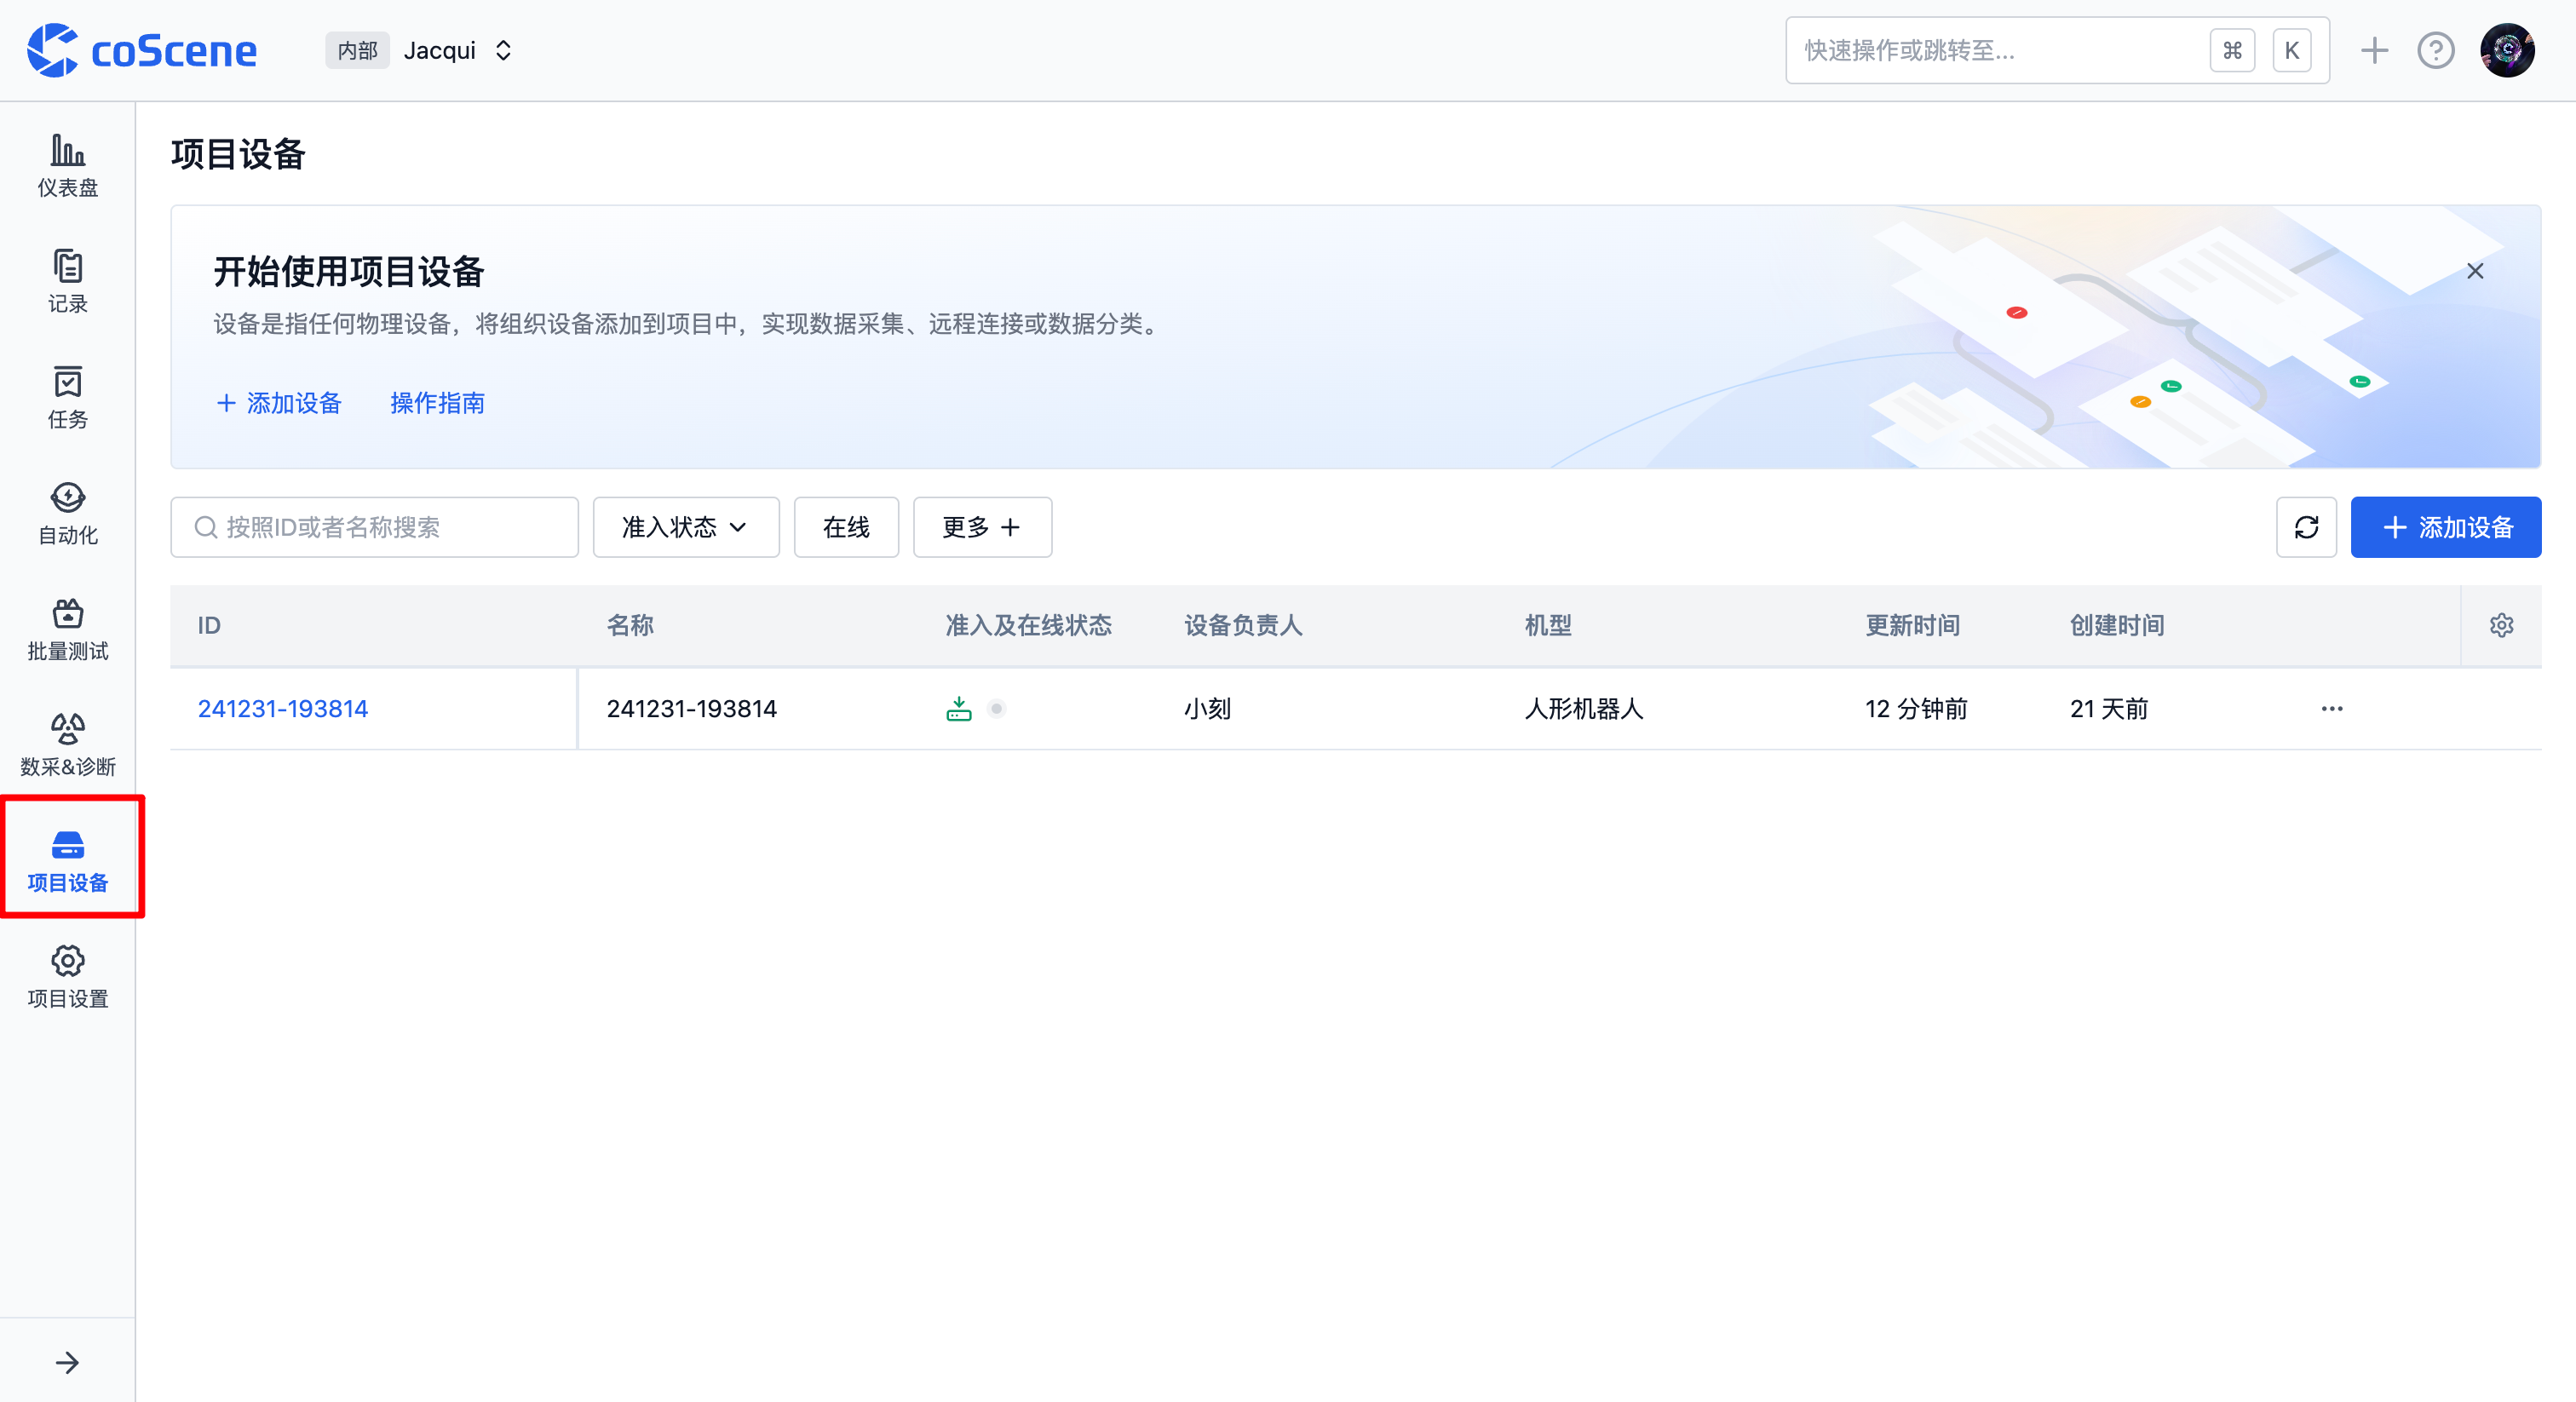 coScene
内部 Jacqui
快速操作或跳转至... ⌘ K
仪表盘
记录
任务
自动化
批量测试
数采&诊断
项目设备
项目设置
项目设备
开始使用项目设备
设备是指任何物理设备，将组织设备添加到项目中，实现数据采集、远程连接或数据分类。
+ 添加设备 操作指南
按照ID或者名称搜索 准入状态 在线 更多 + + 添加设备
ID 名称 准入及在线状态 设备负责人 机型 更新时间 创建时间
241231-193814 241231-193814 小刻 人形机器人 12 分钟前 21 天前 ...